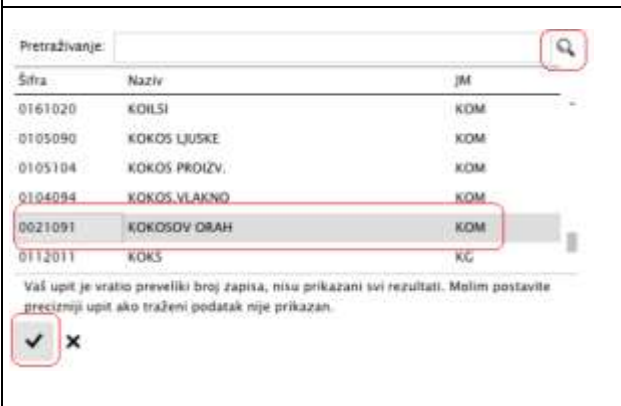 Pretraživanje:
Šifra Naziv JM
0161020 KOILSI KOM
0105090 KOKOS LJUSKE KOM
0105104 KOKOS PROIZV. KOM
0104094 KOKOS.VLAKNO KOM
0021091 KOKOSOV ORAH KOM
0112011 KOKS KG
Vaš upit je vratio preveliki broj zapisa, nisu prikazani svi rezultati. Molim postavite
precizniji upit ako traženi podatak nije prikazan.